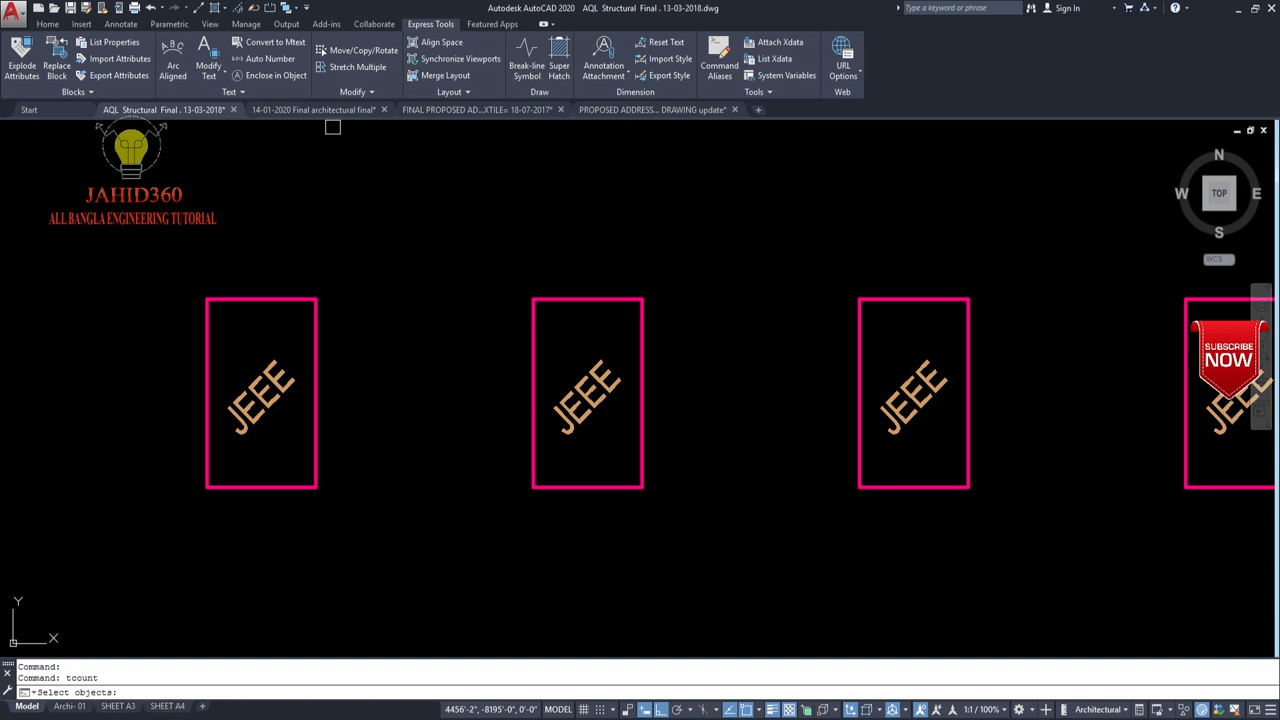 Autodesk AutoCAD 2020 AQL Structural Final . 13-03-2018.dwg
Type a keyword or phrase
Sign In
Home Insert Annotate Parametric View Manage Output Add-ins Collaborate Express Tools Featured Apps
Explode Attributes
Replace Block
List Properties
Import Attributes
Export Attributes
Blocks
Arc Aligned
Modify Text
Convert to Mtext
Auto Number
Enclose in Object
Text
Move/Copy/Rotate
Stretch Multiple
Modify
Align Space
Synchronize Viewports
Merge Layout
Layout
Break-line Symbol
Super Hatch
Draw
Annotation Attachment
Reset Text
Import Style
Export Style
Dimension
Command Aliases
Attach Xdata
List Xdata
System Variables
Tools
URL Options
Web
Start
AQL Structural Final . 13-03-2018*
14-01-2020 Final architectural final*
FINAL PROPOSED AD...XTILE= 18-07-2017*
PROPOSED ADDRESS... DRAWING update*
JAHID360
ALL BANGLA ENGINEERING TUTORIAL
N
W TOP E
S
WCS
JEEE JEEE JEEE JEEE
SUBSCRIBE
NOW
Y
X
Command:
Command: tcount
Select objects:
Model Archi- 01 SHEET A3 SHEET A4
4456'-2", -8195'-0", 0'-0" MODEL
1:1 / 100%
Architectural